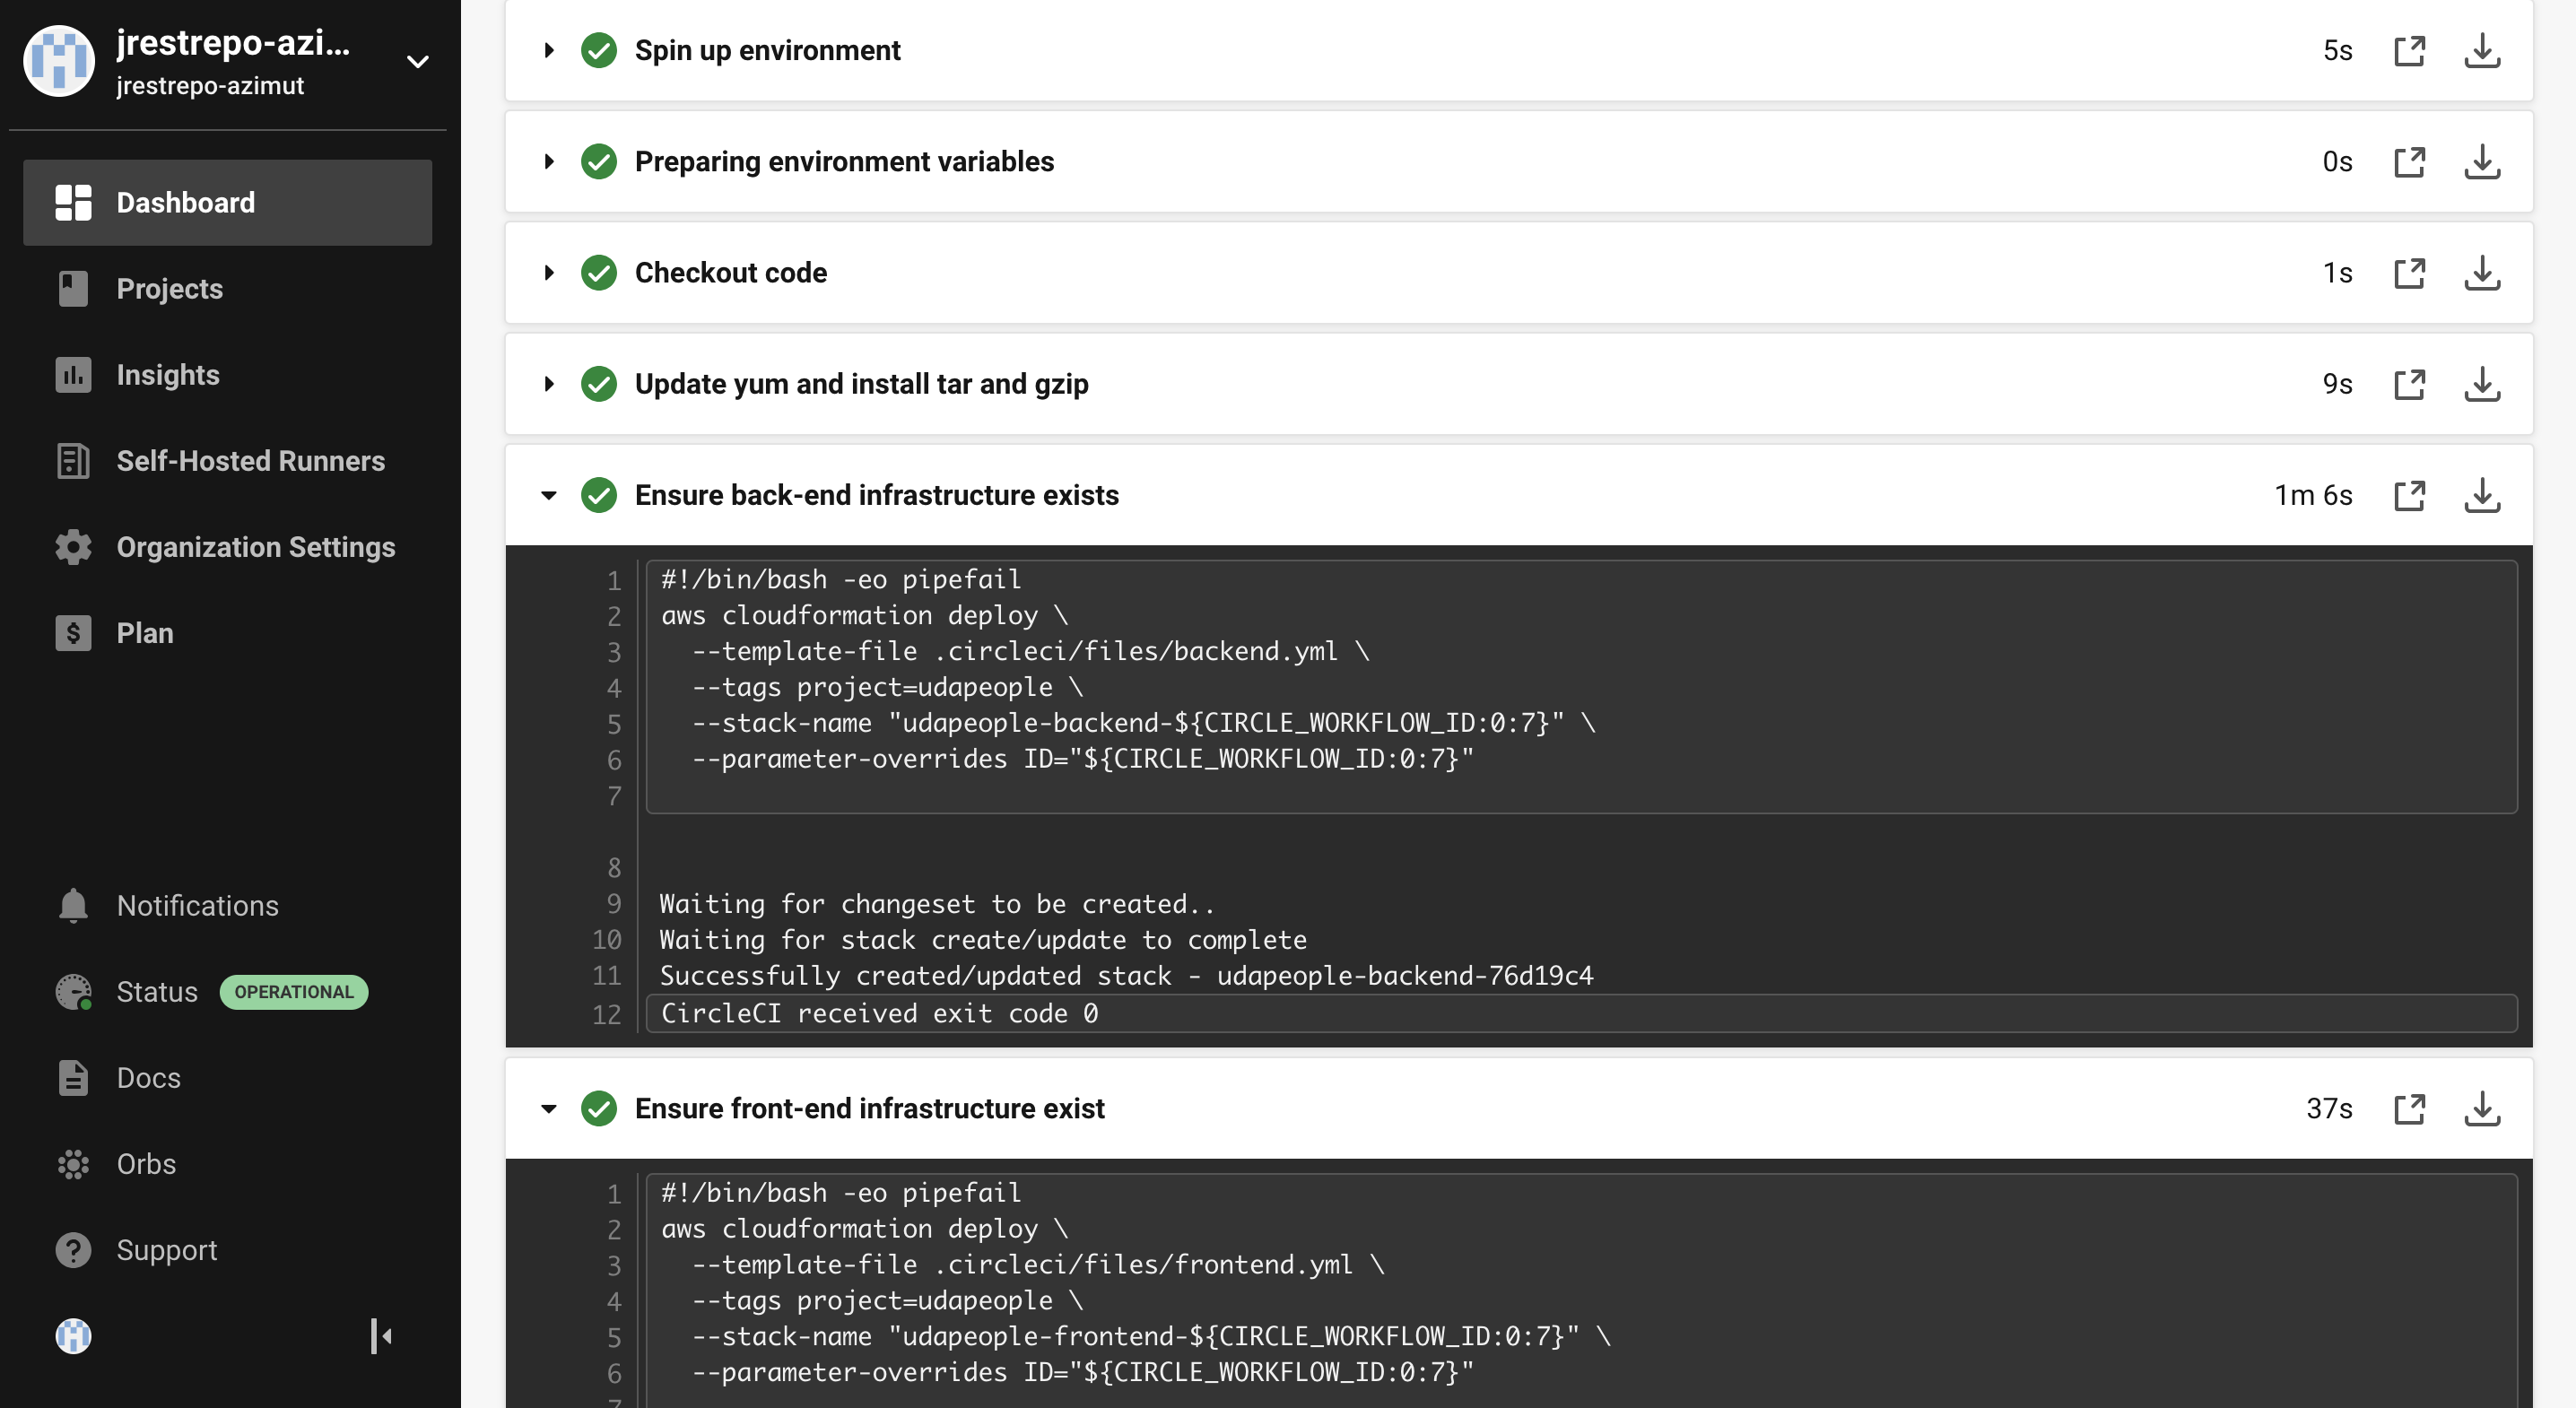 jrestrepo-azi...
jrestrepo-azimut
Dashboard
Projects
Insights
Self-Hosted Runners
Organization Settings
Plan
Notifications
Status OPERATIONAL
Docs
Orbs
Support
Spin up environment 5s
Preparing environment variables 0s
Checkout code 1s
Update yum and install tar and gzip 9s
Ensure back-end infrastructure exists 1m 6s
1 #!/bin/bash -eo pipefail
2 aws cloudformation deploy \
3 --template-file .circleci/files/backend.yml \
4 --tags project=udapeople \
5 --stack-name "udapeople-backend-${CIRCLE_WORKFLOW_ID:0:7}" \
6 --parameter-overrides ID="${CIRCLE_WORKFLOW_ID:0:7}"
7
8
9 Waiting for changeset to be created..
10 Waiting for stack create/update to complete
11 Successfully created/updated stack - udapeople-backend-76d19c4
12 CircleCI received exit code 0
Ensure front-end infrastructure exist 37s
1 #!/bin/bash -eo pipefail
2 aws cloudformation deploy \
3 --template-file .circleci/files/frontend.yml \
4 --tags project=udapeople \
5 --stack-name "udapeople-frontend-${CIRCLE_WORKFLOW_ID:0:7}" \
6 --parameter-overrides ID="${CIRCLE_WORKFLOW_ID:0:7}"
7